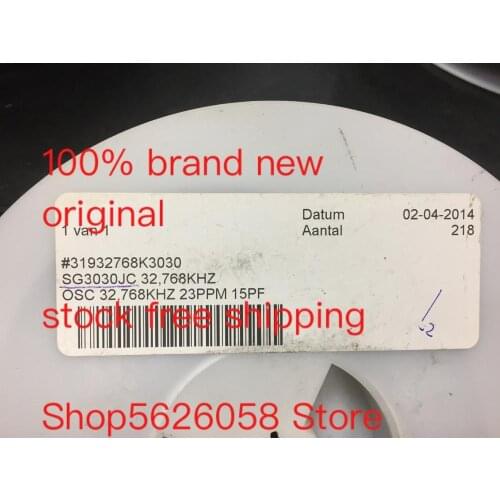 100% brand new
original
1 van 1
Datum 02-04-2014
Aantal 218
#31932768K3030
SG3030JC 32,768KHZ
OSC 32,768KHZ 23PPM 15PF
stock free shipping
Shop5626058 Store